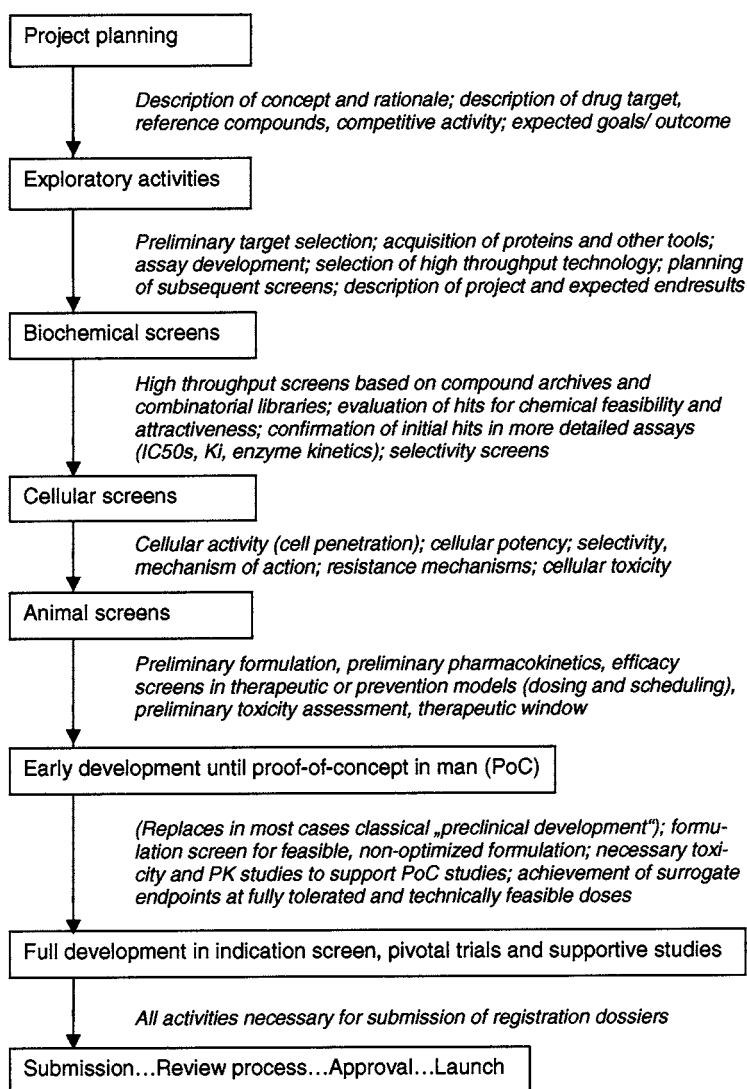 Project planning
Description of concept and rationale; description of drug target,
reference compounds, competitive activity; expected goals/ outcome
Exploratory activities
Preliminary target selection; acquisition of proteins and other tools;
assay development; selection of high throughput technology; planning
of subsequent screens; description of project and expected endresults
Biochemical screens
High throughput screens based on compound archives and
combinatorial libraries; evaluation of hits for chemical feasibility and
attractiveness; confirmation of initial hits in more detailed assays
(IC50s, Ki, enzyme kinetics); selectivity screens
Cellular screens
Cellular activity (cell penetration); cellular potency; selectivity,
mechanism of action; resistance mechanisms; cellular toxicity
Animal screens
Preliminary formulation, preliminary pharmacokinetics, efficacy
screens in therapeutic or prevention models (dosing and scheduling),
preliminary toxicity assessment, therapeutic window
Early development until proof-of-concept in man (PoC)
(Replaces in most cases classical „preclinical development“); formu-
lation screen for feasible, non-optimized formulation; necessary toxi-
city and PK studies to support PoC studies; achievement of surrogate
endpoints at fully tolerated and technically feasible doses
Full development in indication screen, pivotal trials and supportive studies
All activities necessary for submission of registration dossiers
Submission...Review process...Approval...Launch